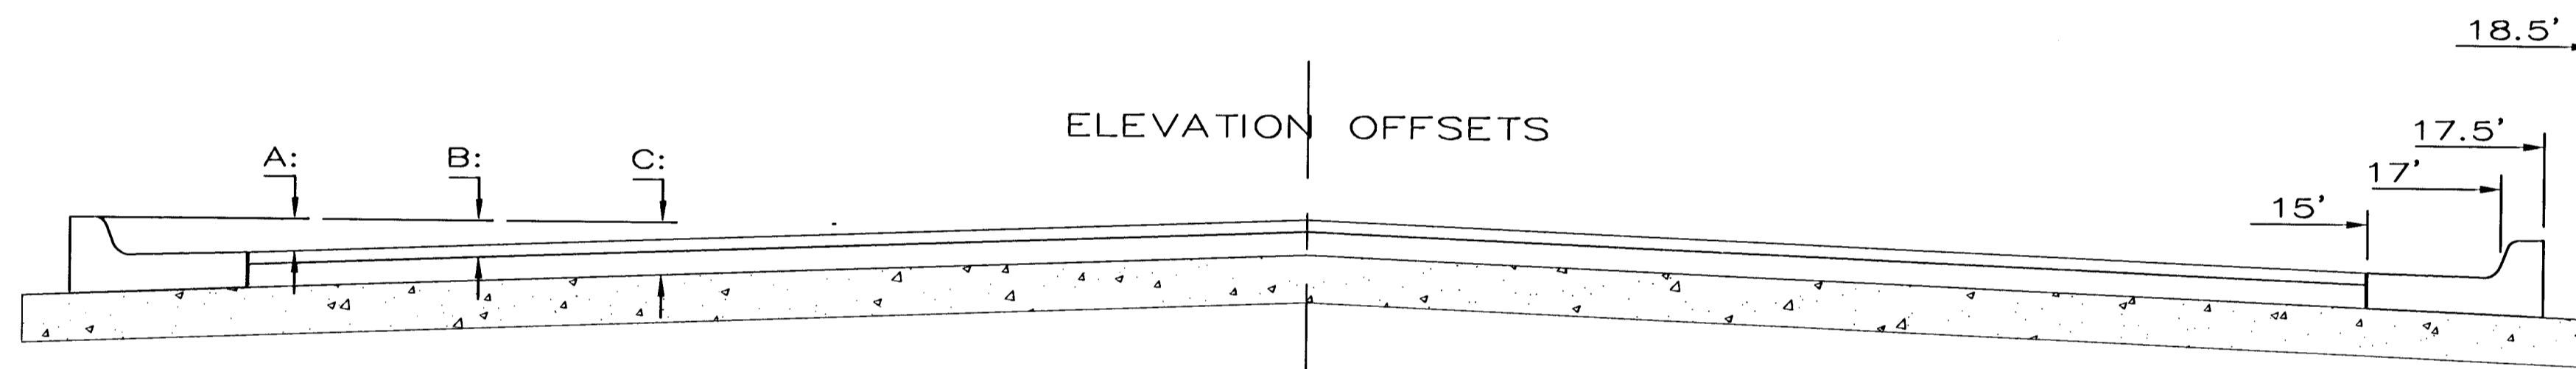 18.5'
ELEVATION OFFSETS
17.5'
A: B: C:
17'
15'